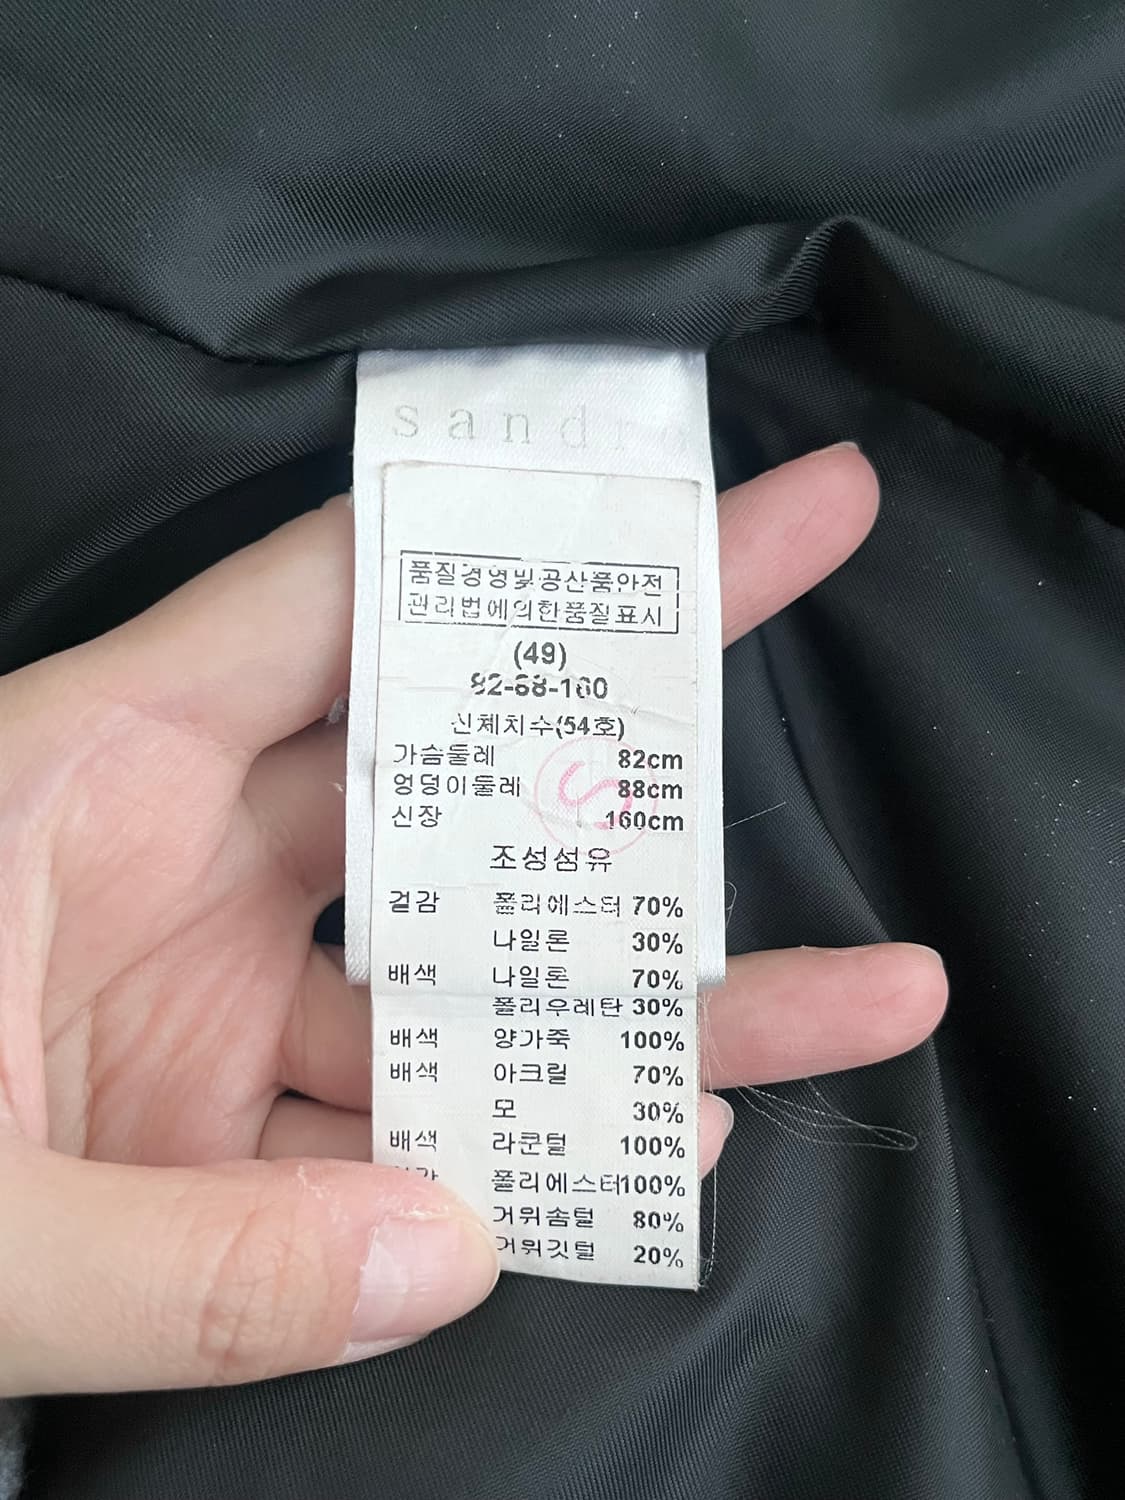 sandro
품질경영및공산품안전
관리법에의한품질표시
(49)
82-88-160
신체치수(54호)
가슴둘레 82cm
엉덩이둘레 88cm
신장 160cm
조성섬유
겉감 폴리에스터 70%
나일론 30%
배색 나일론 70%
폴리우레탄 30%
배색 양가죽 100%
배색 아크릴 70%
모 30%
배색 라쿤털 100%
폴리에스터100%
거위솜털 80%
거위깃털 20%